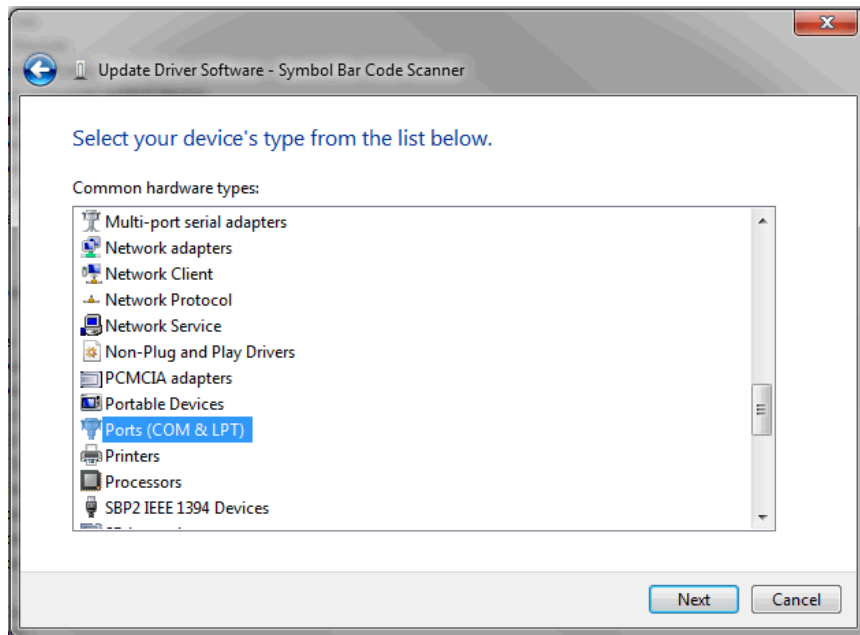 Update Driver Software - Symbol Bar Code Scanner
Select your device's type from the list below.
Common hardware types:
Multi-port serial adapters
Network adapters
Network Client
Network Protocol
Network Service
Non-Plug and Play Drivers
PCMCIA adapters
Portable Devices
Ports (COM & LPT)
Printers
Processors
SBP2 IEEE 1394 Devices
Next Cancel